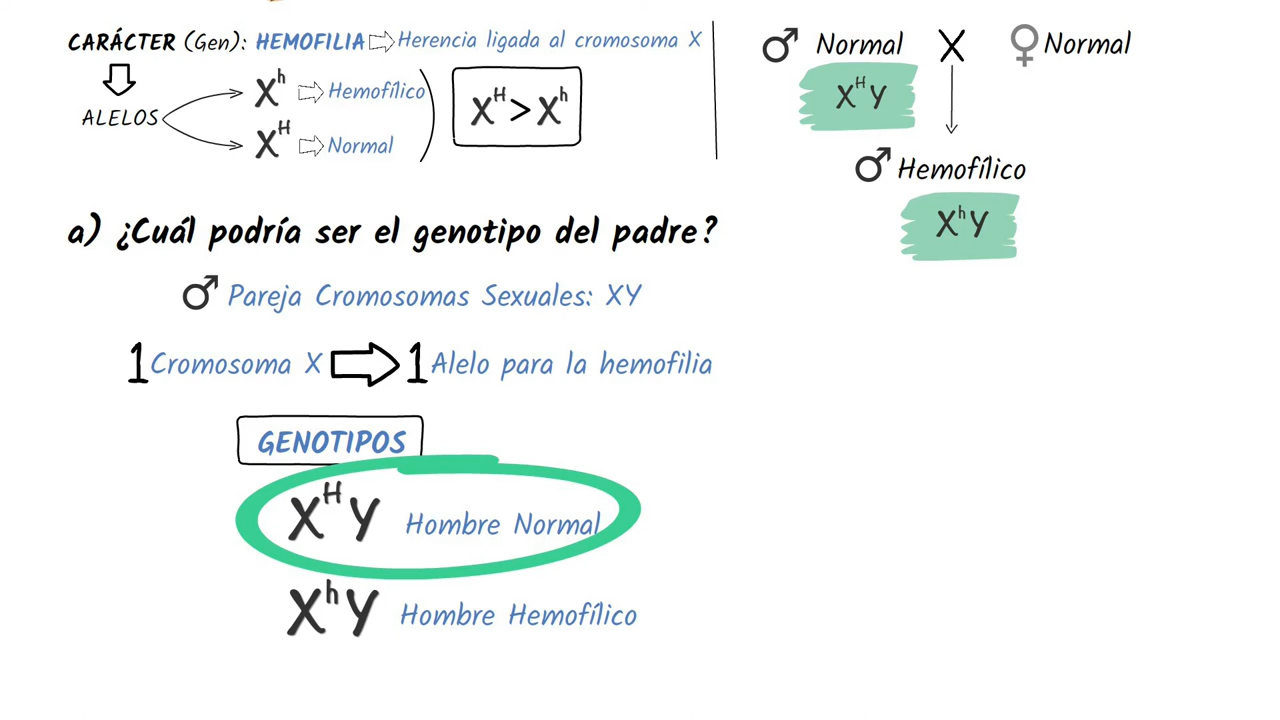 CARÁCTER (Gen): HEMOFILIA Herencia ligada al cromosoma X
ALELOS
Xʰ Hemofílico
Xᴴ Normal
Xᴴ > Xʰ
♂ Normal X ♀ Normal
XᴴY
♂ Hemofílico
XʰY
a) ¿Cuál podría ser el genotipo del padre?
♂ Pareja Cromosomas Sexuales: XY
1 Cromosoma X 1 Alelo para la hemofilia
GENOTIPOS
XᴴY Hombre Normal
XʰY Hombre Hemofílico